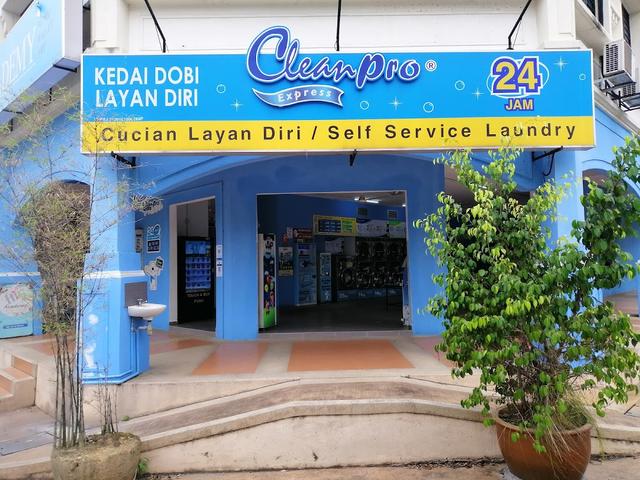 KEDAI DOBI
LAYAN DIRI
Cleanpro ®
Express
24
JAM
Cucian Layan Diri / Self Service Laundry